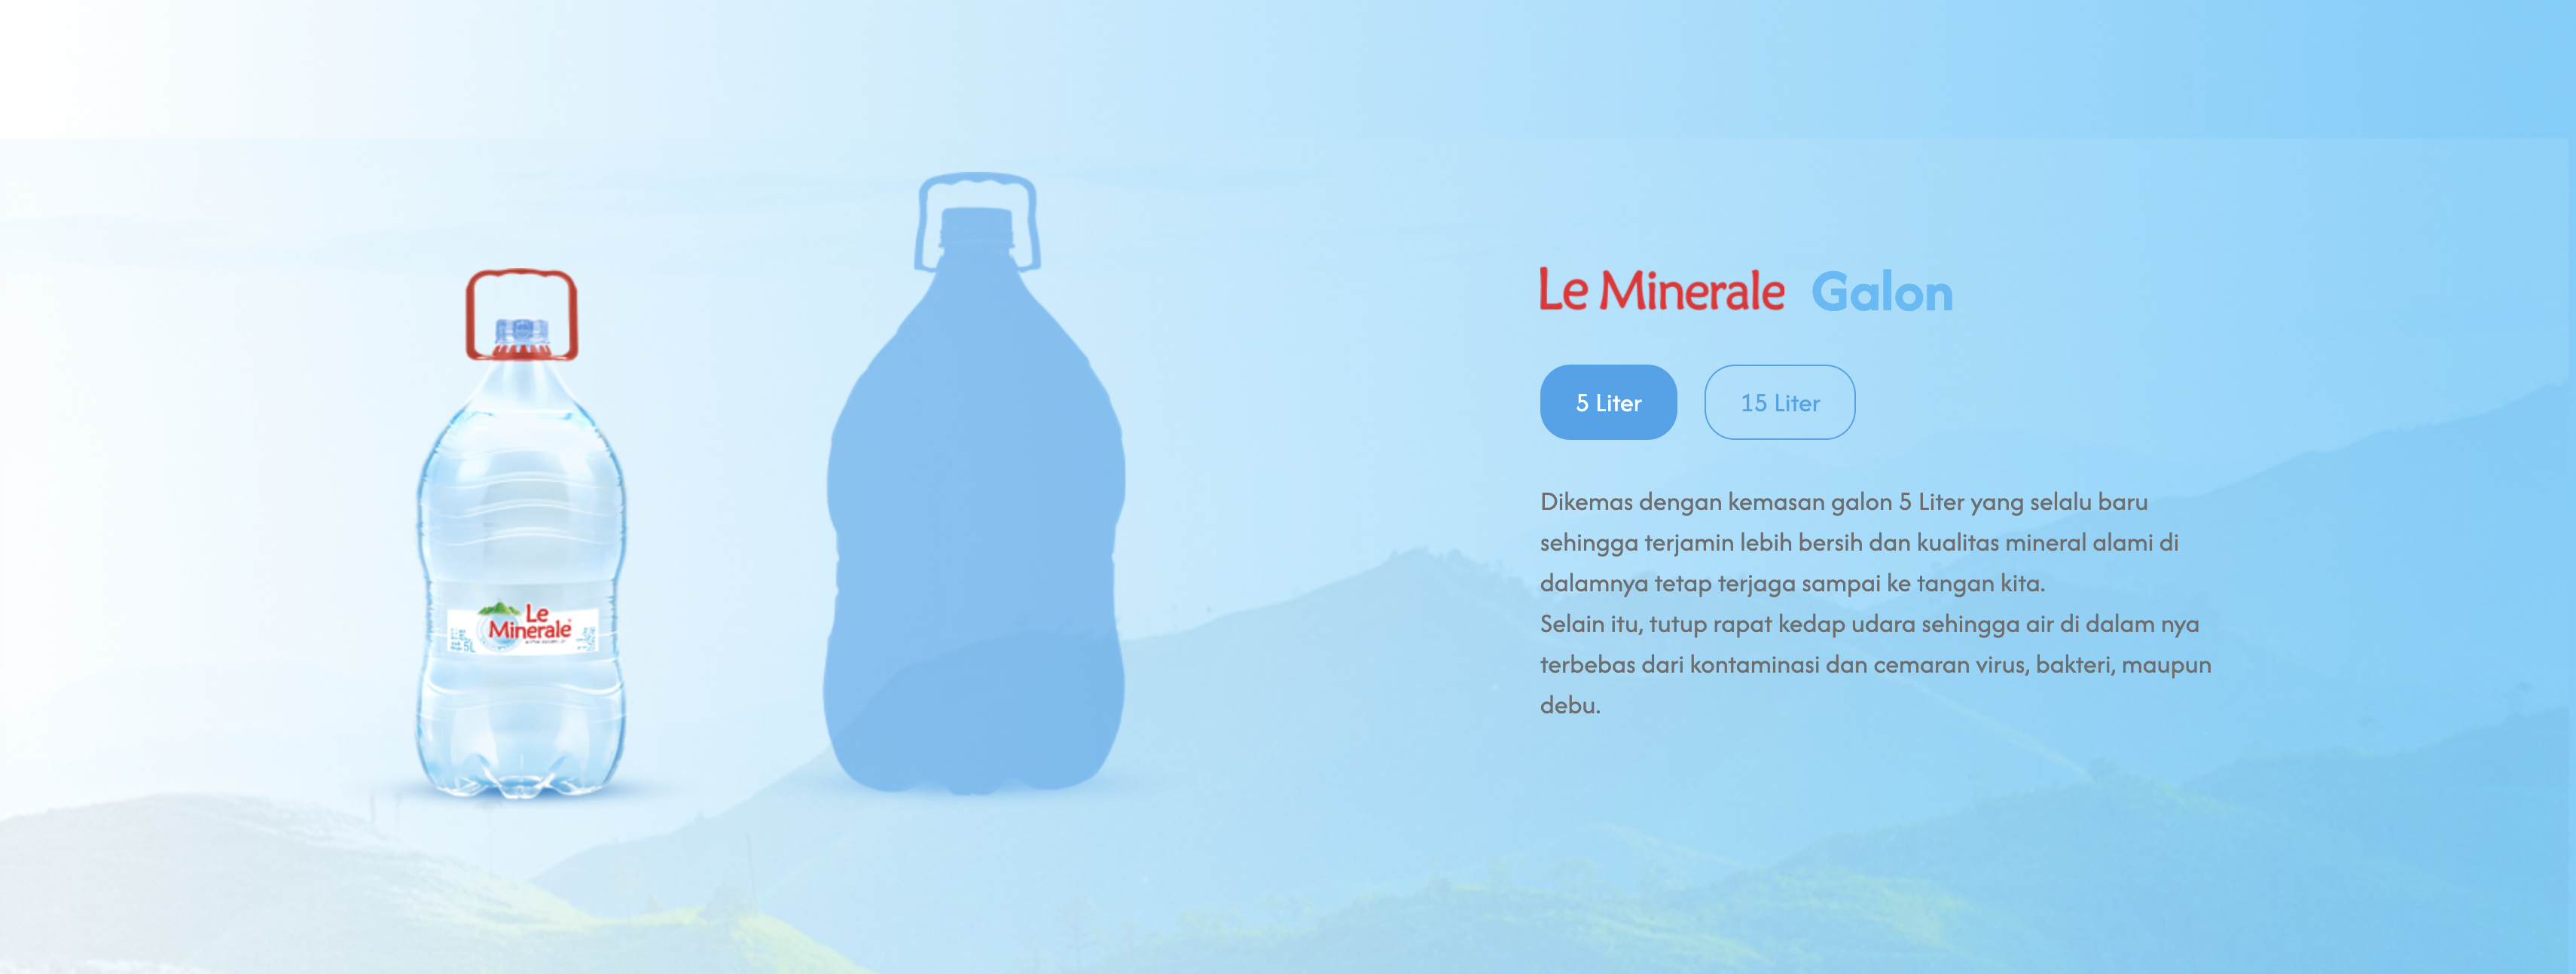 Le Minerale Galon
5 Liter 15 Liter
Dikemas dengan kemasan galon 5 Liter yang selalu baru
sehingga terjamin lebih bersih dan kualitas mineral alami di
dalamnya tetap terjaga sampai ke tangan kita.
Selain itu, tutup rapat kedap udara sehingga air di dalam nya
terbebas dari kontaminasi dan cemaran virus, bakteri, maupun
debu.
Le
Minerale
5L